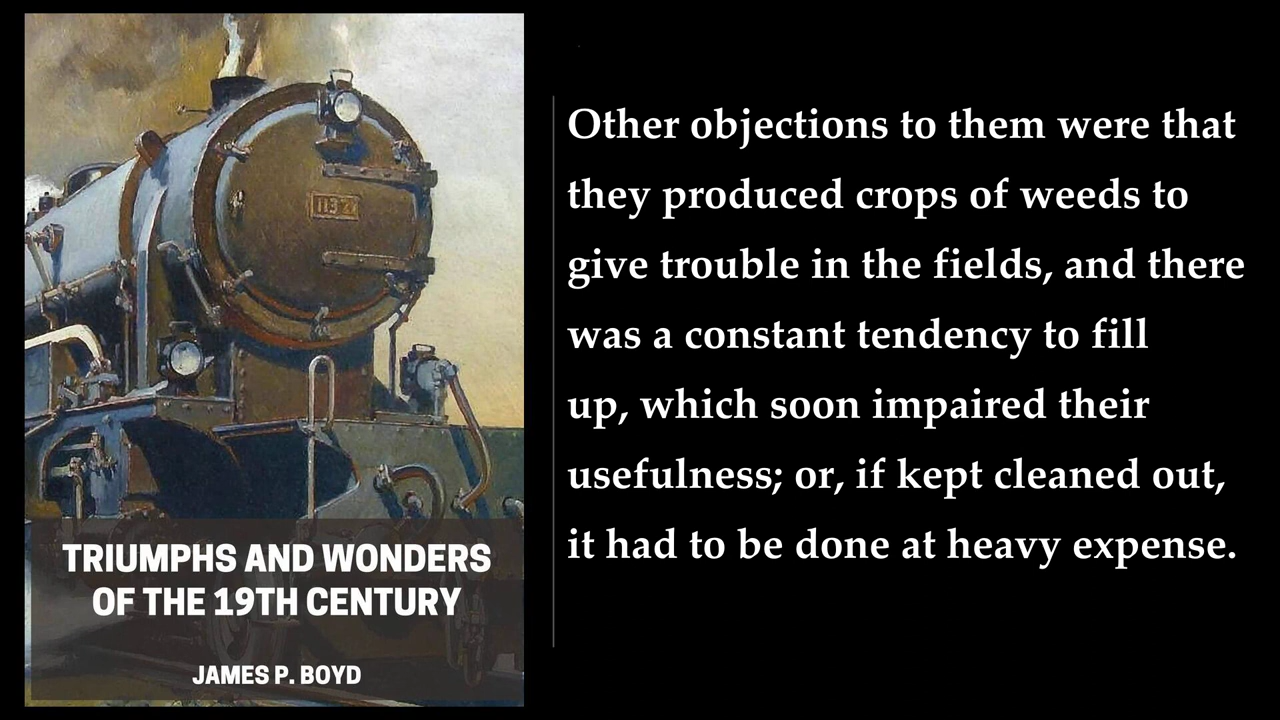 Other objections to them were that
they produced crops of weeds to
give trouble in the fields, and there
was a constant tendency to fill
up, which soon impaired their
usefulness; or, if kept cleaned out,
it had to be done at heavy expense.
TRIUMPHS AND WONDERS
OF THE 19TH CENTURY
JAMES P. BOYD